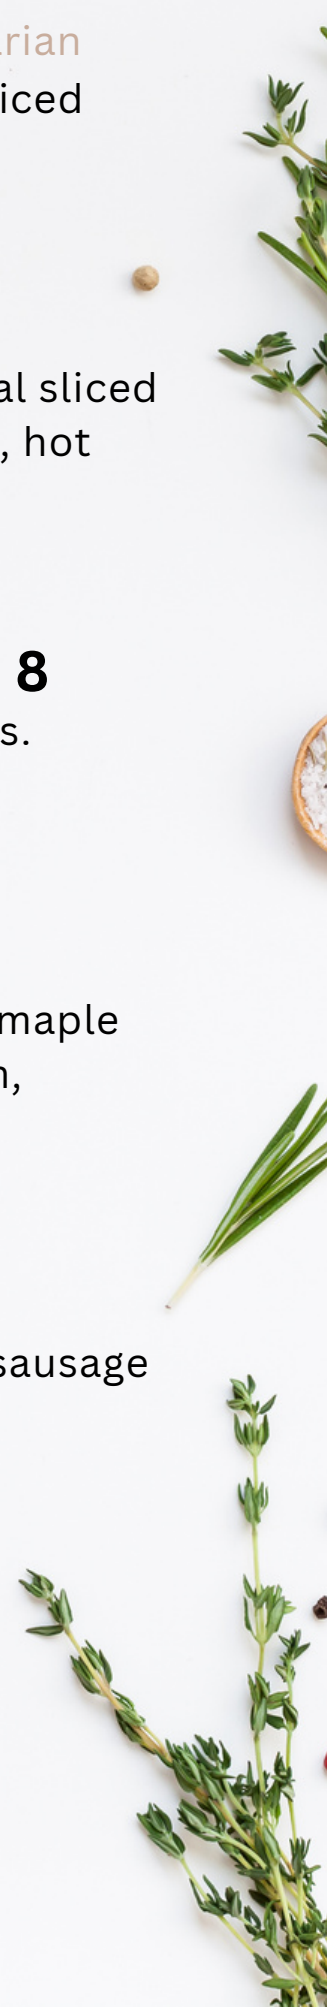 rian
iced
al sliced
, hot
8
s.
maple
,
sausage